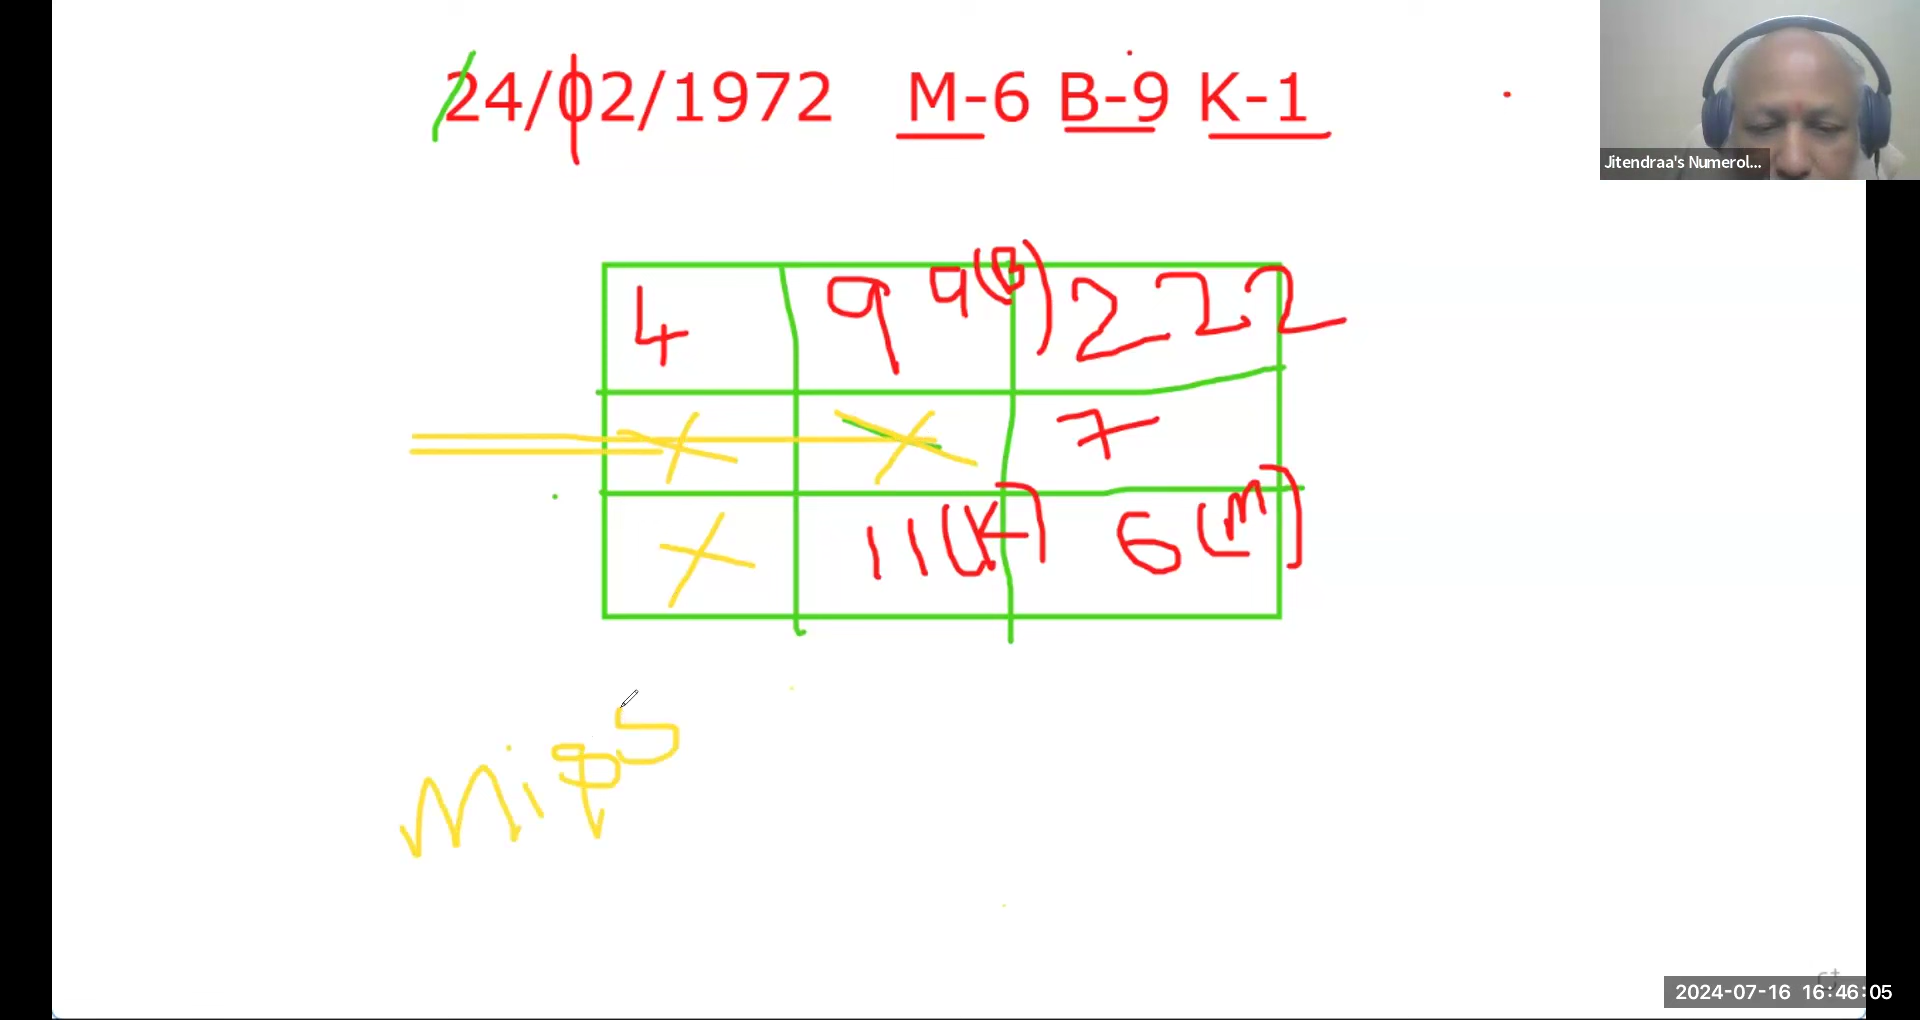 24/02/1972 M-6 B-9 K-1
Jitendraa's Numerol...
4 9 9(B) 222
7
11(K) 6(M)
2024-07-16 16:46:05